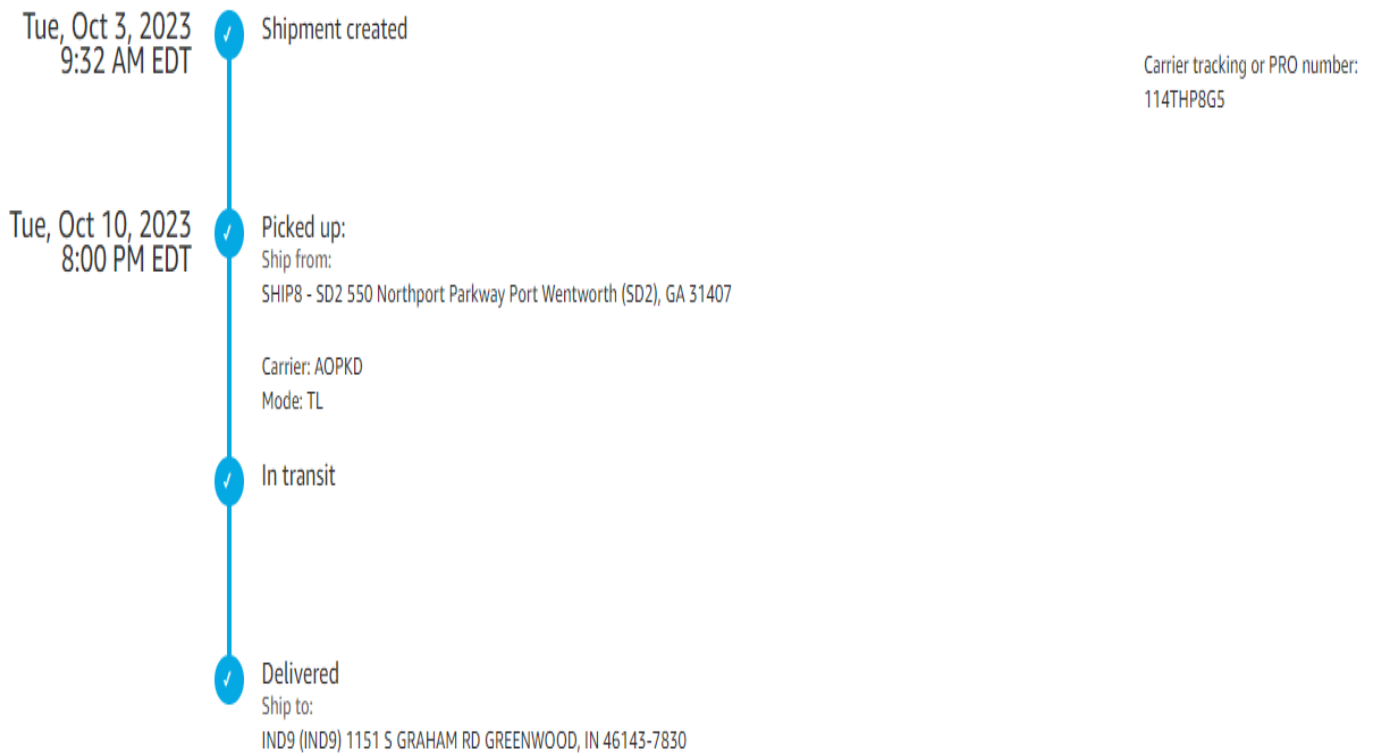 Tue, Oct 3, 2023
9:32 AM EDT
Shipment created
Carrier tracking or PRO number:
114THP8G5
Tue, Oct 10, 2023
8:00 PM EDT
Picked up:
Ship from:
SHIP8 - SD2 550 Northport Parkway Port Wentworth (SD2), GA 31407
Carrier: AOPKD
Mode: TL
In transit
Delivered
Ship to:
IND9 (IND9) 1151 S GRAHAM RD GREENWOOD, IN 46143-7830